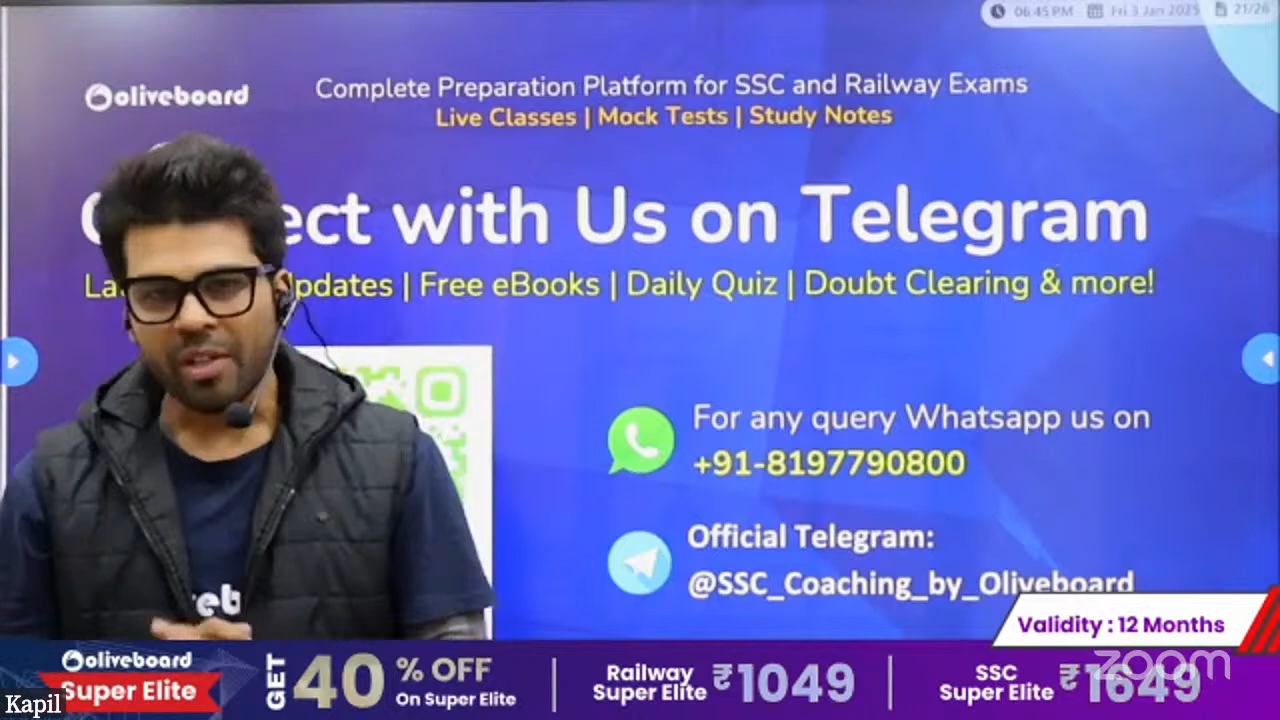 06:45 PM Fri 3 Jan 2025 21/26
oliveboard
Complete Preparation Platform for SSC and Railway Exams
Live Classes | Mock Tests | Study Notes
ect with Us on Telegram
La pdates | Free eBooks | Daily Quiz | Doubt Clearing & more!
For any query Whatsapp us on
+91-8197790800
Official Telegram:
@SSC_Coaching_by_Oliveboard
eb
Validity : 12 Months
zoom
oliveboard
Super Elite
GET 40 % OFF
On Super Elite
Railway
Super Elite ₹1049
SSC
Super Elite ₹1649
Kapil